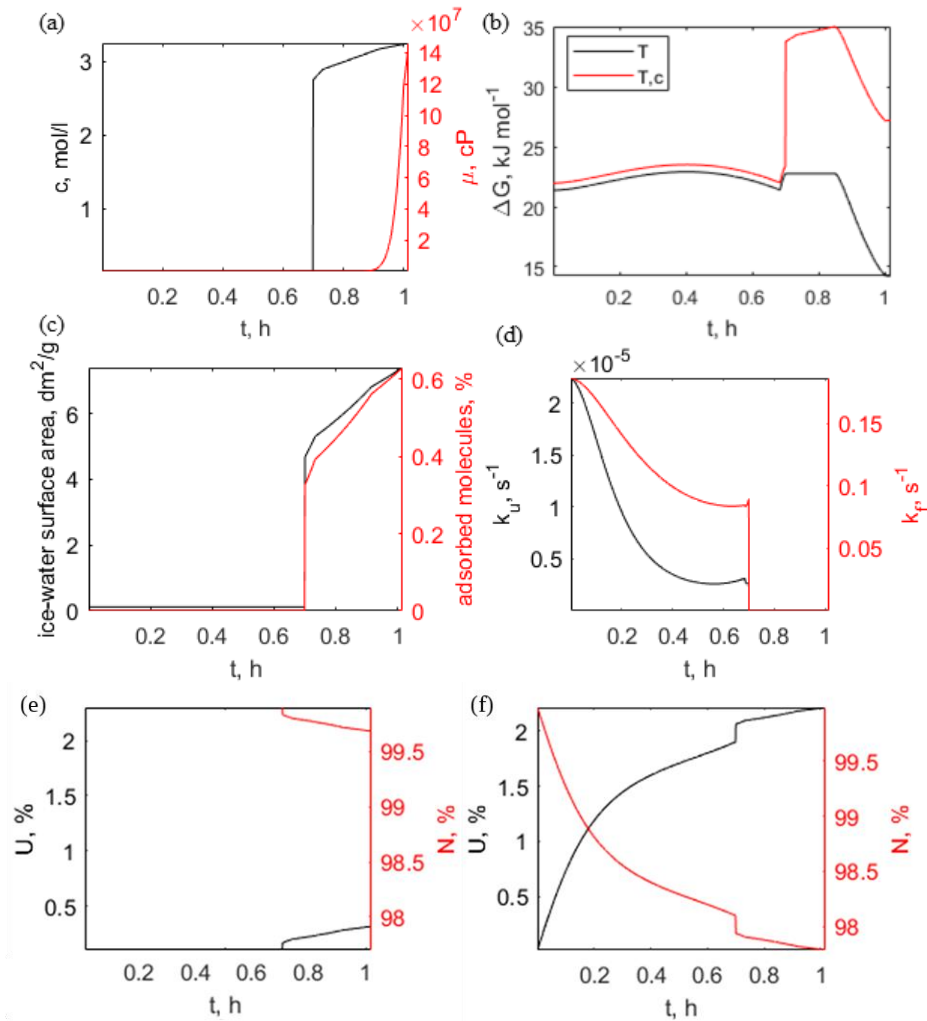 (a)
× 10⁷
3
2
1
c, mol/l
14
12
10
8
6
4
2
μ, cP
0.2 0.4 0.6 0.8 1
t, h
(b)
35
30
25
20
15
ΔG, kJ mol⁻¹
T
T,c
0.2 0.4 0.6 0.8 1
t, h
(c)
6
4
2
0
ice-water surface area, dm²/g
0.6
0.4
0.2
0
adsorbed molecules, %
0.2 0.4 0.6 0.8 1
t, h
(d)
× 10⁻⁵
2
1.5
1
0.5
kᵤ, s⁻¹
0.15
0.1
0.05
k_f, s⁻¹
0.2 0.4 0.6 0.8 1
t, h
(e)
2
1.5
1
0.5
U, %
99.5
99
98.5
98
N, %
0.2 0.4 0.6 0.8 1
t, h
(f)
2
1.5
1
0.5
U, %
99.5
99
98.5
98
N, %
0.2 0.4 0.6 0.8 1
t, h